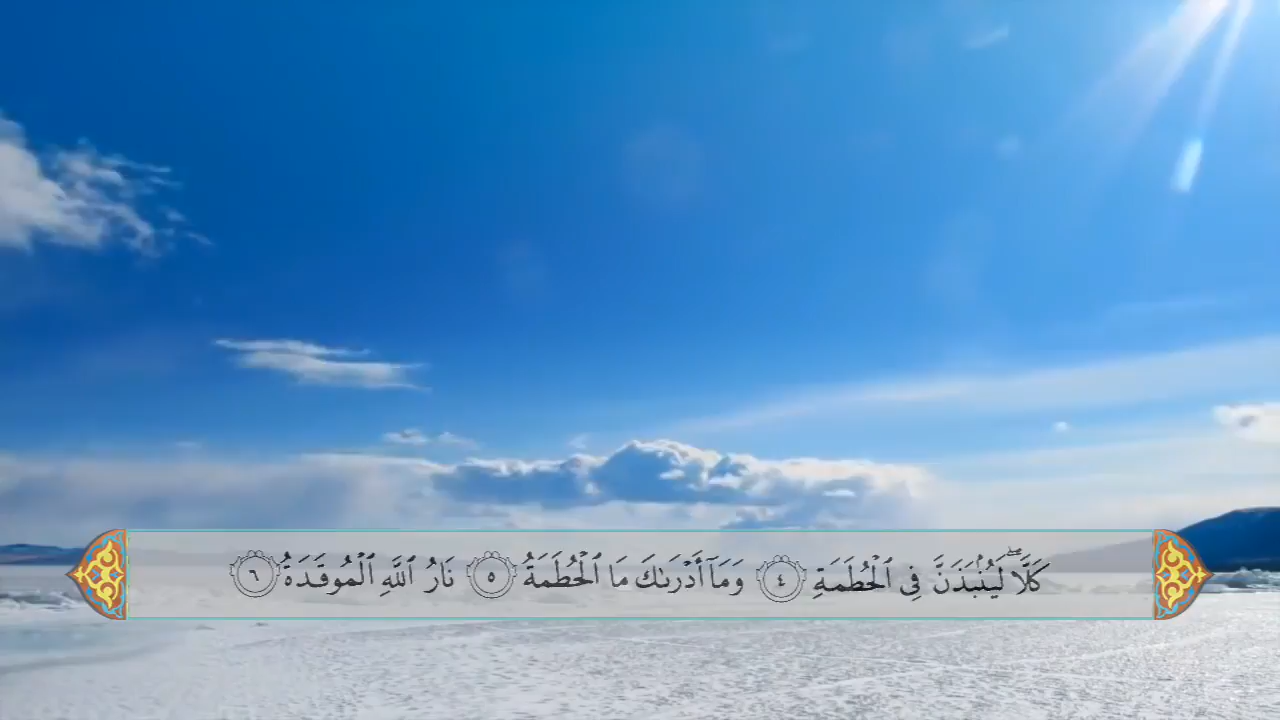 كَلَّاۖ لَيُنۢبَذَنَّ فِي ٱلۡحُطَمَةِ ٤ وَمَآ أَدۡرَىٰكَ مَا ٱلۡحُطَمَةُ ٥ نَارُ ٱللَّهِ ٱلۡمُوقَدَةُ ٦